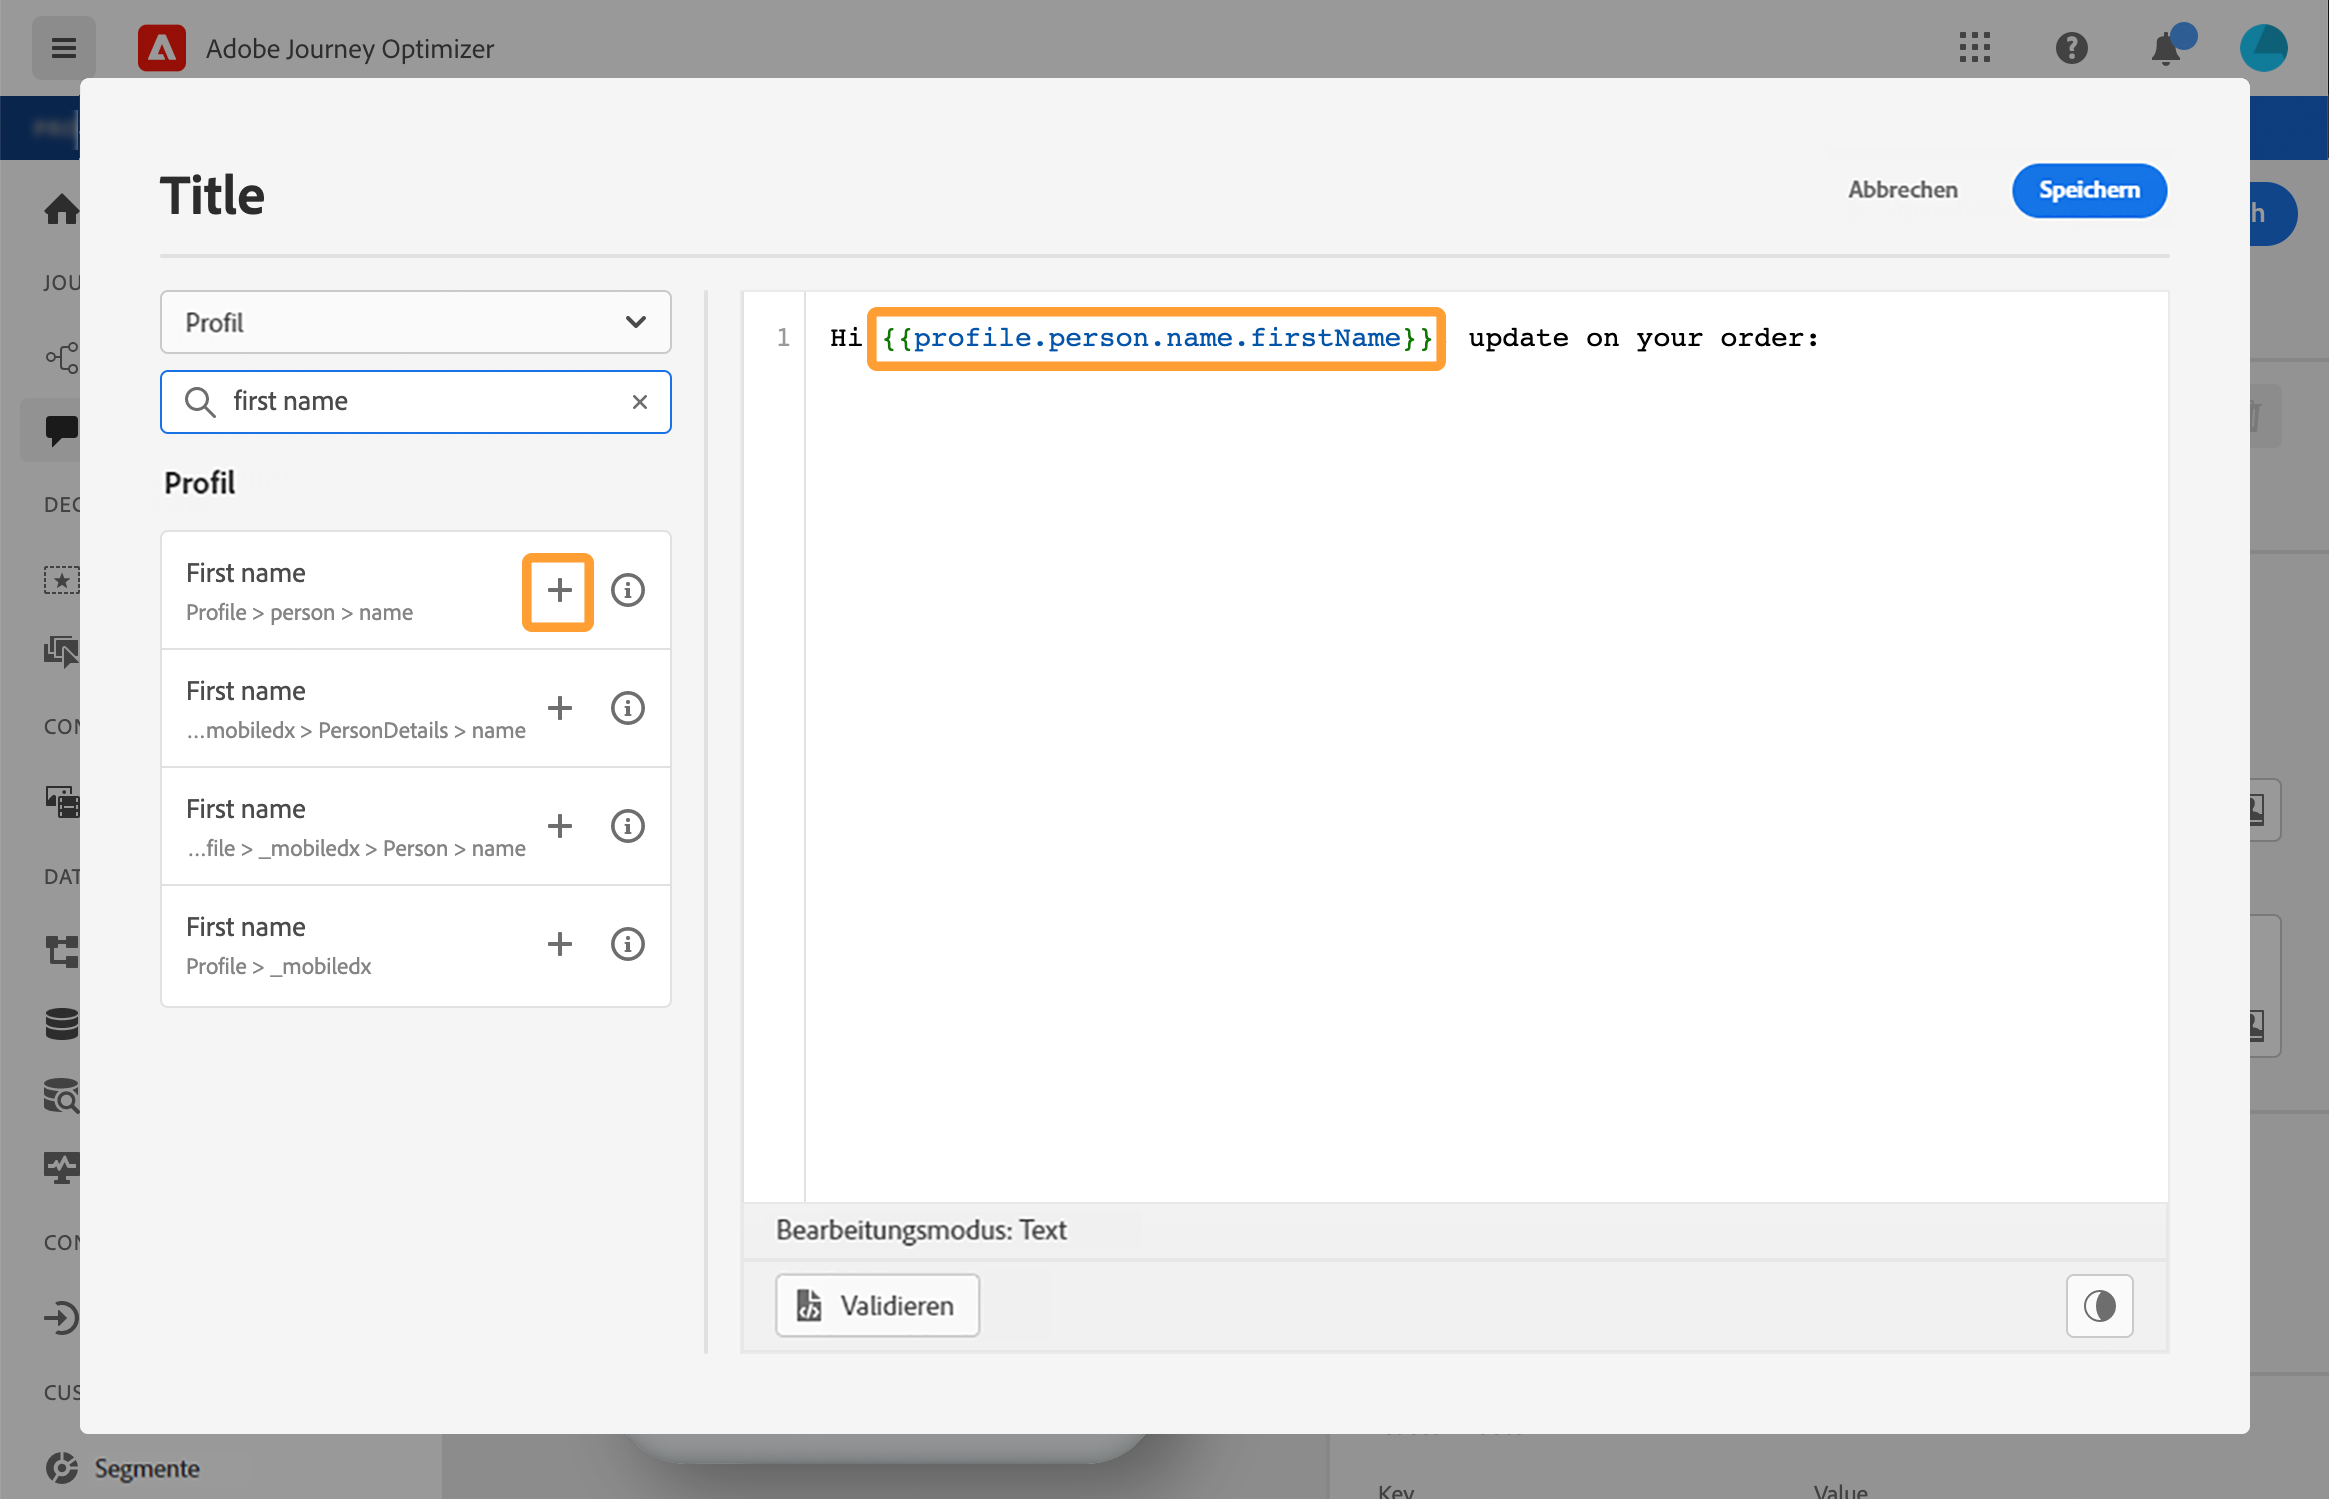 Adobe Journey Optimizer
Title
Abbrechen
Speichern
h
JOU
DEC
CON
DAT
CON
CUS
Segmente
Profil
first name
Profil
First name
Profile > person > name
First name
...mobiledx > PersonDetails > name
First name
...file > _mobiledx > Person > name
First name
Profile > _mobiledx
1
Hi {{profile.person.name.firstName}} update on your order:
Bearbeitungsmodus: Text
Validieren
Key
Value